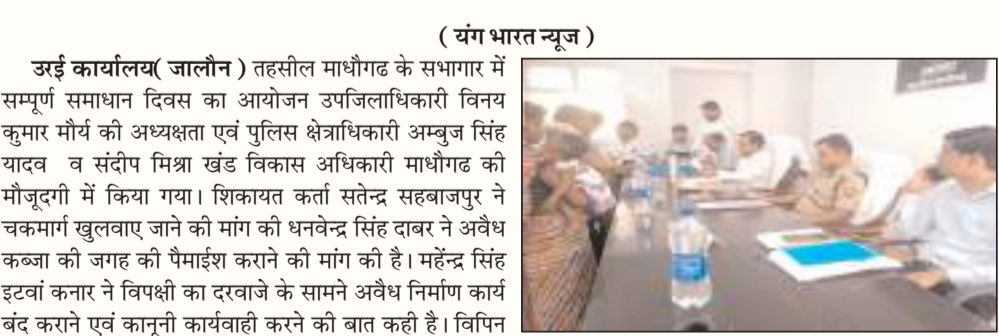 ( यंग भारत न्यूज )
उरई कार्यालय( जालौन ) तहसील माधौगढ के सभागार में
सम्पूर्ण समाधान दिवस का आयोजन उपजिलाधिकारी विनय
कुमार मौर्य की अध्यक्षता एवं पुलिस क्षेत्राधिकारी अम्बुज सिंह
यादव व संदीप मिश्रा खंड विकास अधिकारी माधौगढ की
मौजूदगी में किया गया। शिकायत कर्ता सतेन्द्र सहबाजपुर ने
चकमार्ग खुलवाए जाने की मांग की धनवेन्द्र सिंह दाबर ने अवैध
कब्जा की जगह की पैमाईश कराने की मांग की है। महेंन्द्र सिंह
इटवां कनार ने विपक्षी का दरवाजे के सामने अवैध निर्माण कार्य
बंद कराने एवं कानूनी कार्यवाही करने की बात कही है। विपिन